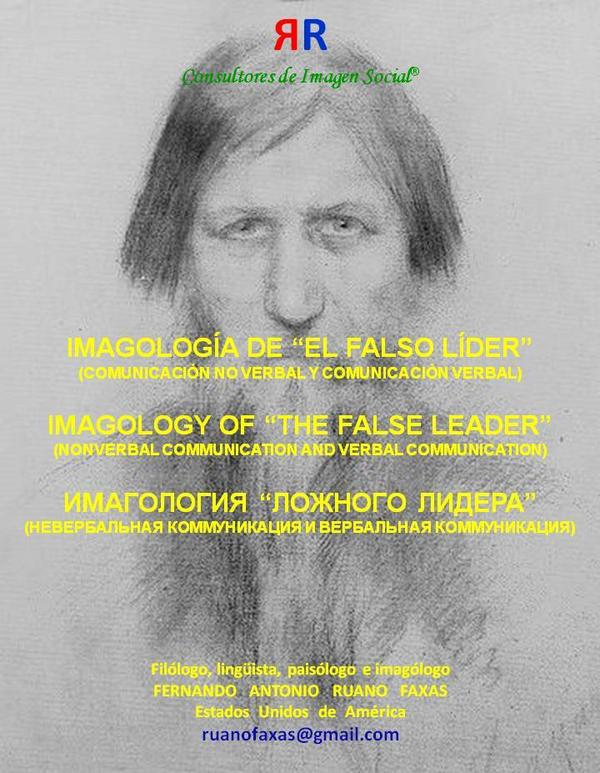 ЯR
Consultores de Imagen Social®
IMAGOLOGÍA DE “EL FALSO LÍDER”
(COMUNICACIÓN NO VERBAL Y COMUNICACIÓN VERBAL)
IMAGOLOGY OF “THE FALSE LEADER”
(NONVERBAL COMMUNICATION AND VERBAL COMMUNICATION)
ИМАГОЛОГИЯ “ЛОЖНОГО ЛИДЕРА”
(НЕВЕРБАЛЬНАЯ КОММУНИКАЦИЯ И ВЕРБАЛЬНАЯ КОММУНИКАЦИЯ)
Filólogo, lingüista, paisólogo e imagólogo
FERNANDO ANTONIO RUANO FAXAS
Estados Unidos de América
ruanofaxas@gmail.com